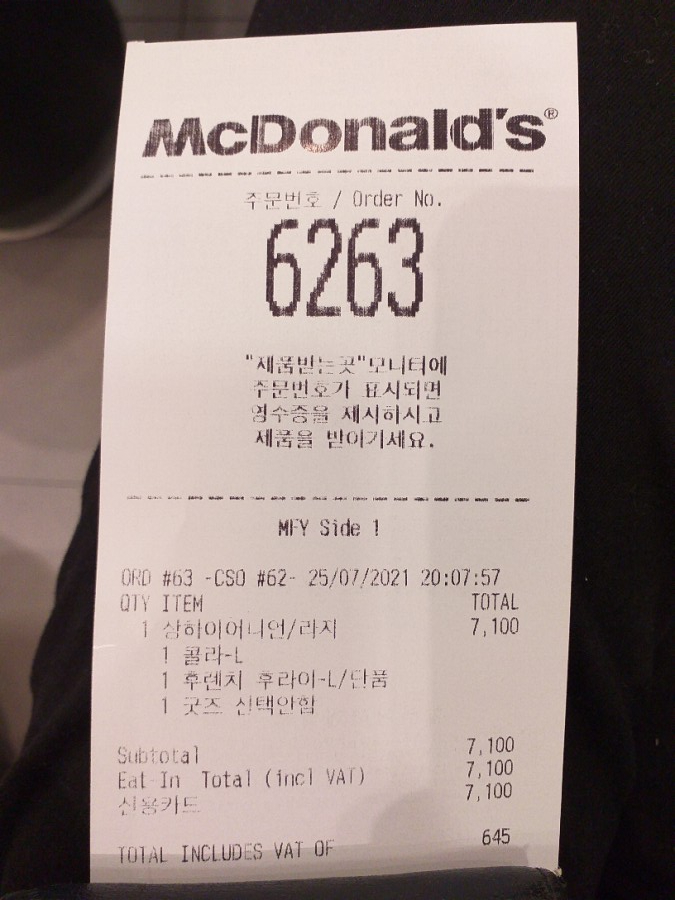 McDonald's®
주문번호 / Order No.
6263
"제품받는곳"모니터에
주문번호가 표시되면
영수증을 제시하시고
제품을 받아가세요.
MFY Side 1
ORD #63 -CSO #62- 25/07/2021 20:07:57
QTY ITEM TOTAL
1 상하이어니언/라지 7,100
1 콜라-L
1 후렌치 후라이-L/단품
1 굿즈 선택안함
Subtotal 7,100
Eat-In Total (incl VAT) 7,100
신용카드 7,100
TOTAL INCLUDES VAT OF 645